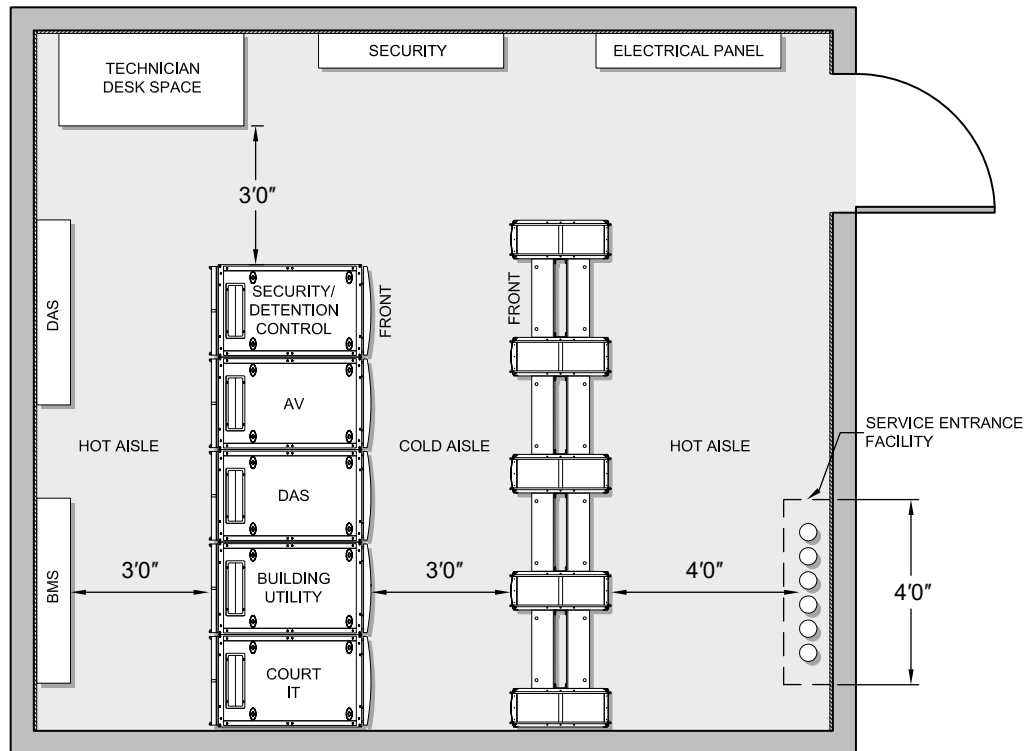 TECHNICIAN
DESK SPACE
SECURITY
ELECTRICAL PANEL
3'0"
DAS
SECURITY/
DETENTION
CONTROL
FRONT
FRONT
AV
HOT AISLE
COLD AISLE
HOT AISLE
SERVICE ENTRANCE
FACILITY
DAS
BMS
3'0"
BUILDING
UTILITY
3'0"
4'0"
4'0"
COURT
IT